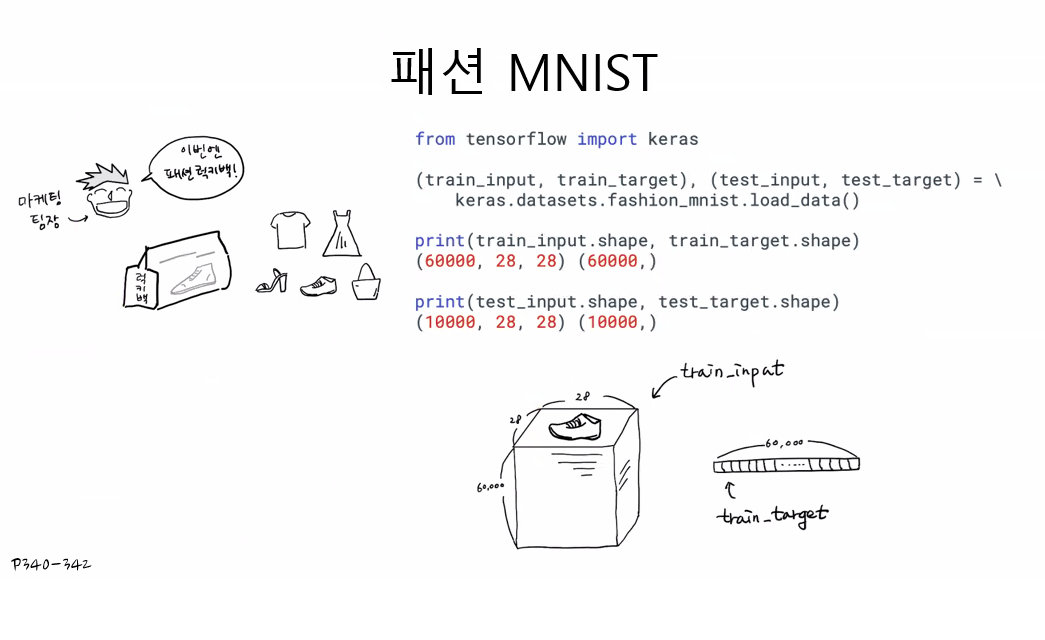 패션 MNIST
이번엔
패션럭키백!
마케팅
팀장
럭
키
백
from tensorflow import keras
(train_input, train_target), (test_input, test_target) = \
keras.datasets.fashion_mnist.load_data()
print(train_input.shape, train_target.shape)
(60000, 28, 28) (60000,)
print(test_input.shape, test_target.shape)
(10000, 28, 28) (10000,)
train_input
28
28
60,000
60,000
train_target
P340-342